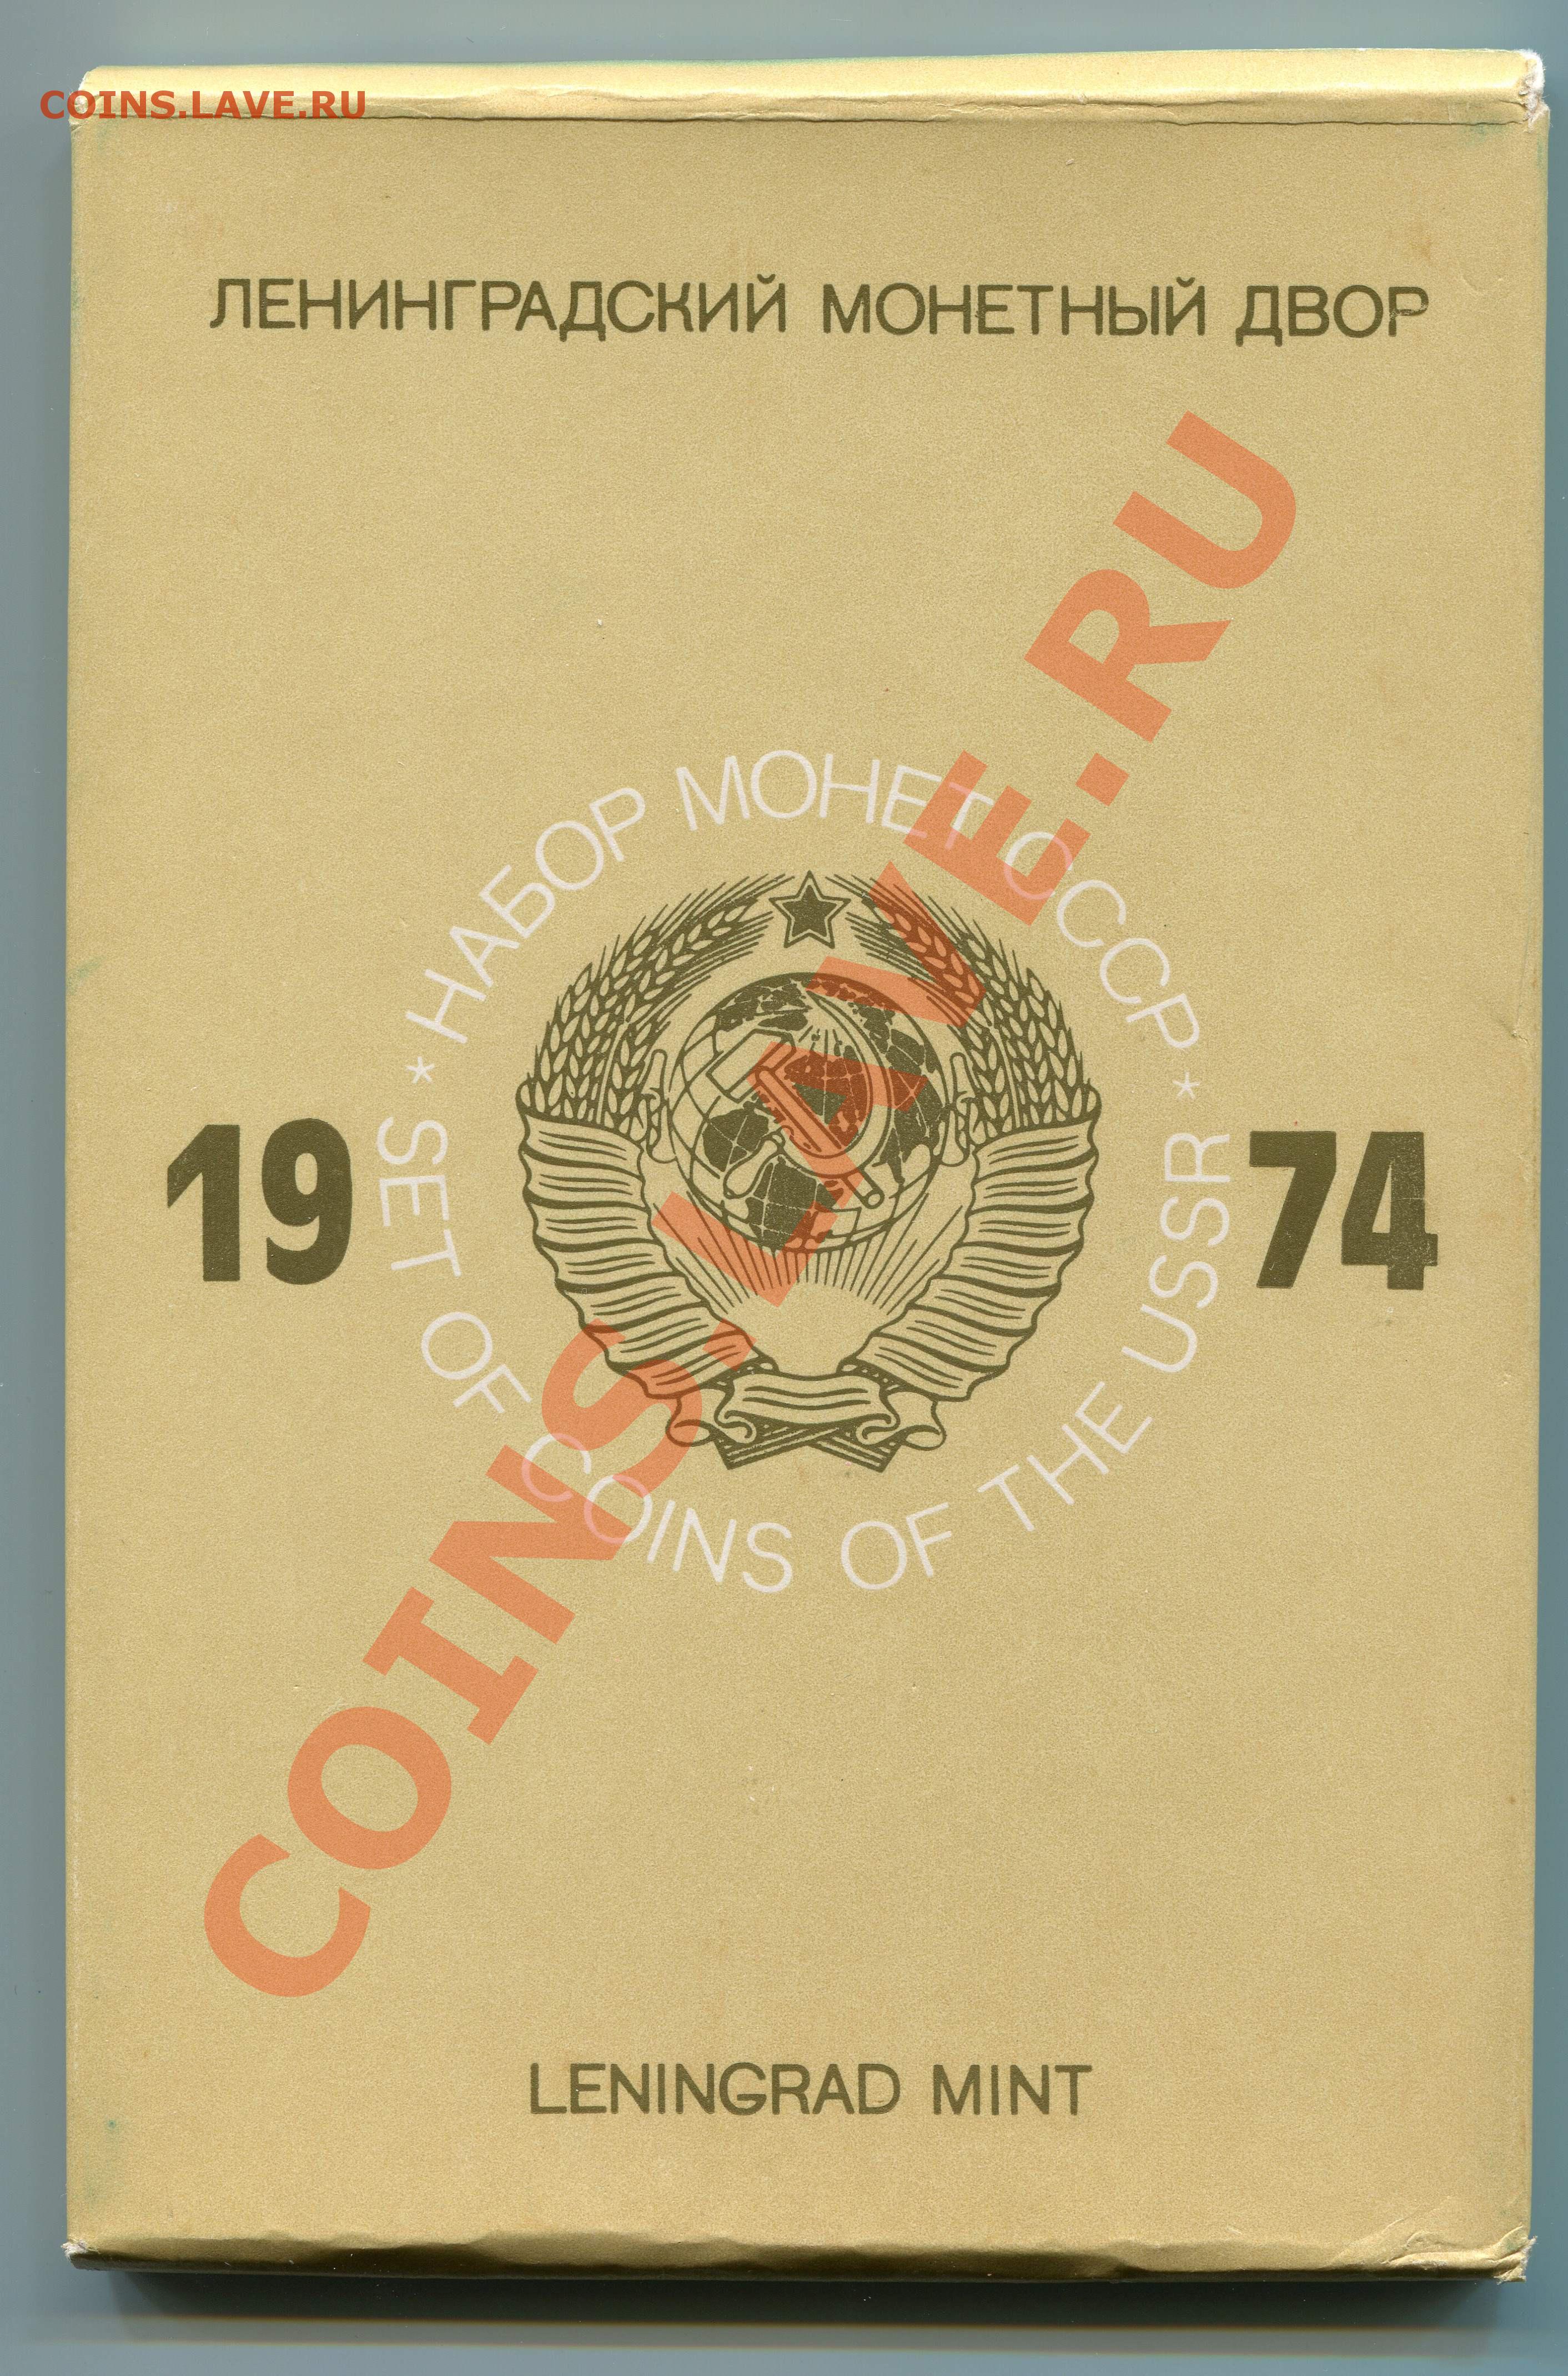 COINS.LAVE.RU
ЛЕНИНГРАДСКИЙ МОНЕТНЫЙ ДВОР
* НАБОР МОНЕТ СССР *
19 74
SET OF COINS OF THE USSR
COINS.LAVE.RU
LENINGRAD MINT